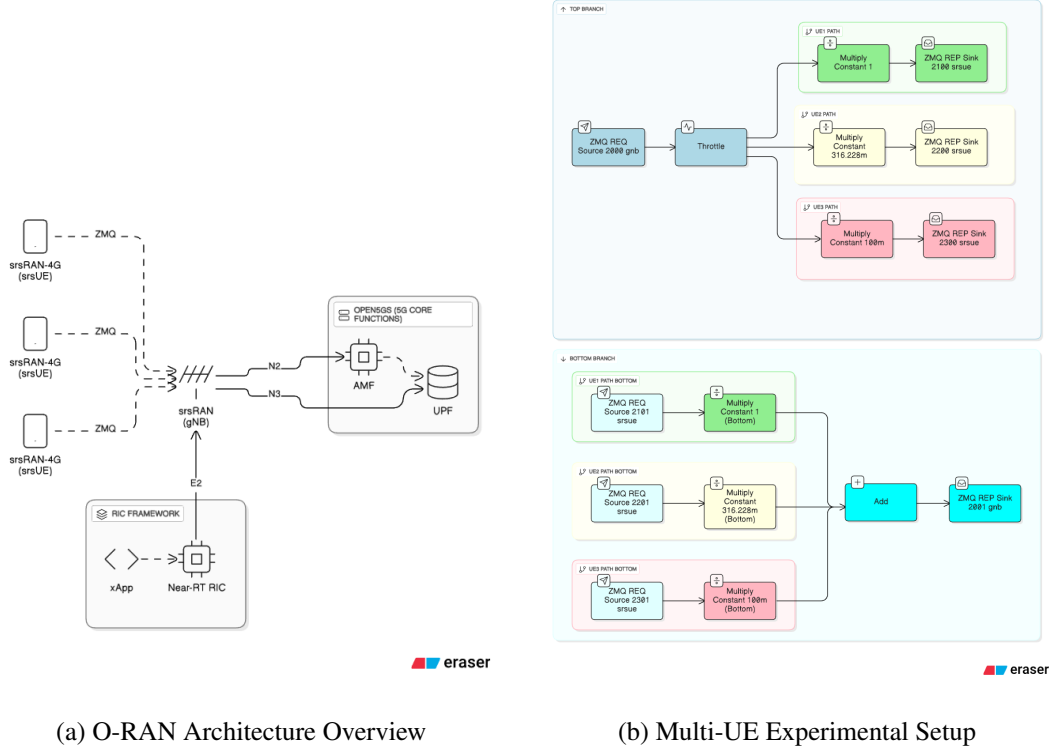 ZMQ
srsRAN-4G
(srsUE)
ZMQ
srsRAN-4G
(srsUE)
ZMQ
srsRAN-4G
(srsUE)
srsRAN
(gNB)
N2
N3
OPEN5GS (5G CORE
FUNCTIONS)
AMF
UPF
E2
RIC FRAMEWORK
xApp
Near-RT RIC
eraser
(a) O-RAN Architecture Overview
TOP BRANCH
ZMQ REQ
Source 2000 gnb
Throttle
UE1 PATH
Multiply
Constant 1
ZMQ REP Sink
2100 srsue
UE2 PATH
Multiply
Constant
316.228m
ZMQ REP Sink
2200 srsue
UE3 PATH
Multiply
Constant 100m
ZMQ REP Sink
2300 srsue
BOTTOM BRANCH
UE1 PATH BOTTOM
ZMQ REQ
Source 2101
srsue
Multiply
Constant 1
(Bottom)
UE2 PATH BOTTOM
ZMQ REQ
Source 2201
srsue
Multiply
Constant
316.228m
(Bottom)
UE3 PATH BOTTOM
ZMQ REQ
Source 2301
srsue
Multiply
Constant 100m
(Bottom)
Add
ZMQ REP Sink
2001 gnb
eraser
(b) Multi-UE Experimental Setup